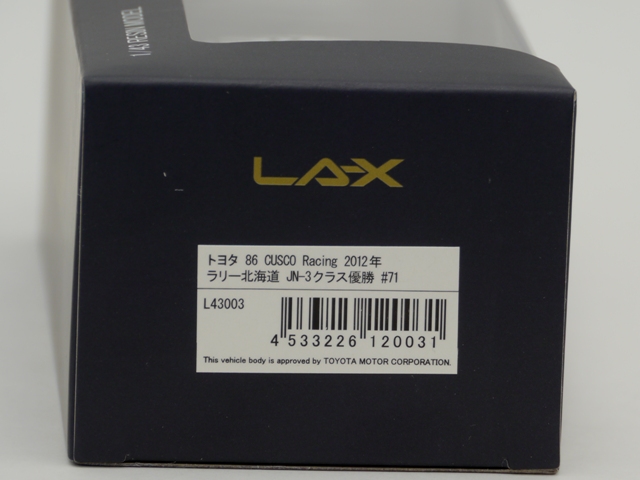 1/43 RESIN MODEL
LA-X
トヨタ 86 CUSCO Racing 2012年
ラリー北海道 JN-3クラス優勝 #71
L43003
4 533226 120031
This vehicle body is approved by TOYOTA MOTOR CORPORATION.